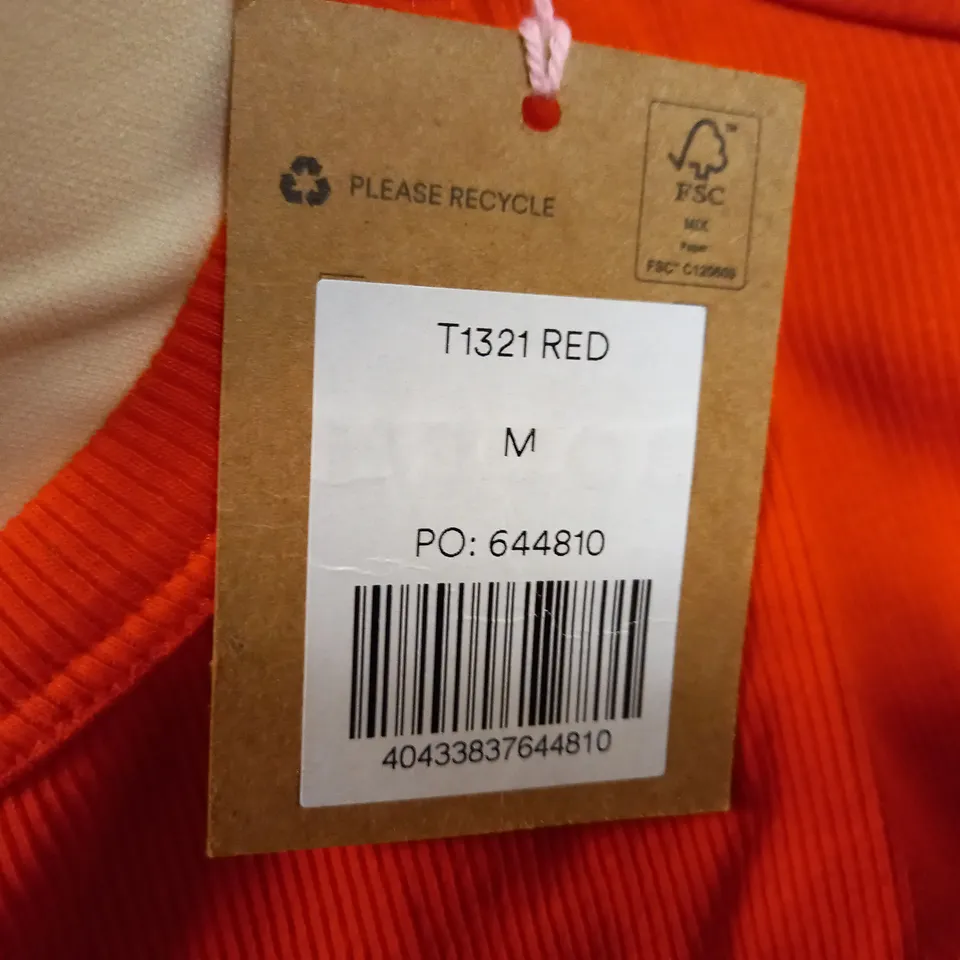 PLEASE RECYCLE
FSC
MIX
Paper
T1321 RED
M
PO: 644810
40433837644810